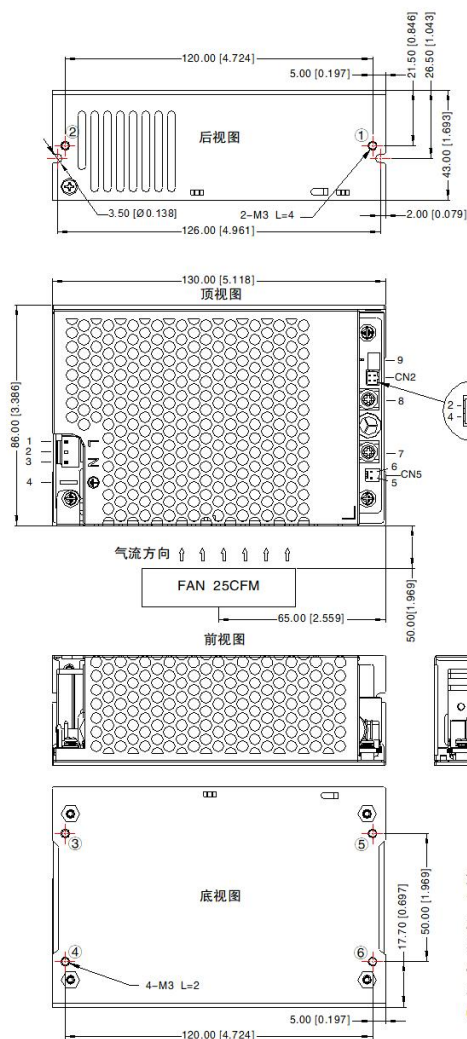 120.00 [4.724]
5.00 [0.197]
21.50 [0.846]
26.50 [1.043]
43.00 [1.693]
② 后视图 ①
3.50 [Ø0.138]
2-M3 L=4
2.00 [0.079]
126.00 [4.961]
130.00 [5.118]
顶视图
86.00 [3.386]
9
CN2
8
2
4
1
2
3
4
L
N
7
6
CN5
5
气流方向
FAN 25CFM
65.00 [2.559]
50.00[1.969]
前视图
③
⑤
底视图
④
⑥
4-M3 L=2
17.70 [0.697]
50.00 [1.969]
5.00 [0.197]
120.00 [4.724]